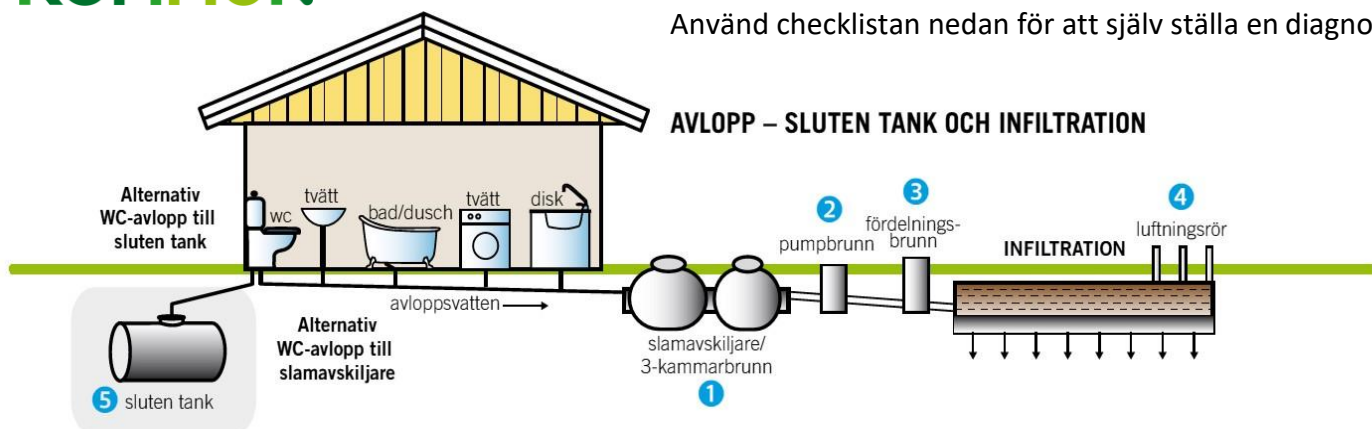 Använd checklistan nedan för att själv ställa en
AVLOPP – SLUTEN TANK OCH INFILTRATION
Alternativ
WC-avlopp till
sluten tank
wc
tvätt
bad/dusch
tvätt
disk
2
pumpbrunn
3
fördelnings-
brunn
INFILTRATION
4
luftningsrör
avloppsvatten
Alternativ
WC-avlopp till
slamavskiljare
slamavskiljare/
3-kammarbrunn
1
5 sluten tank